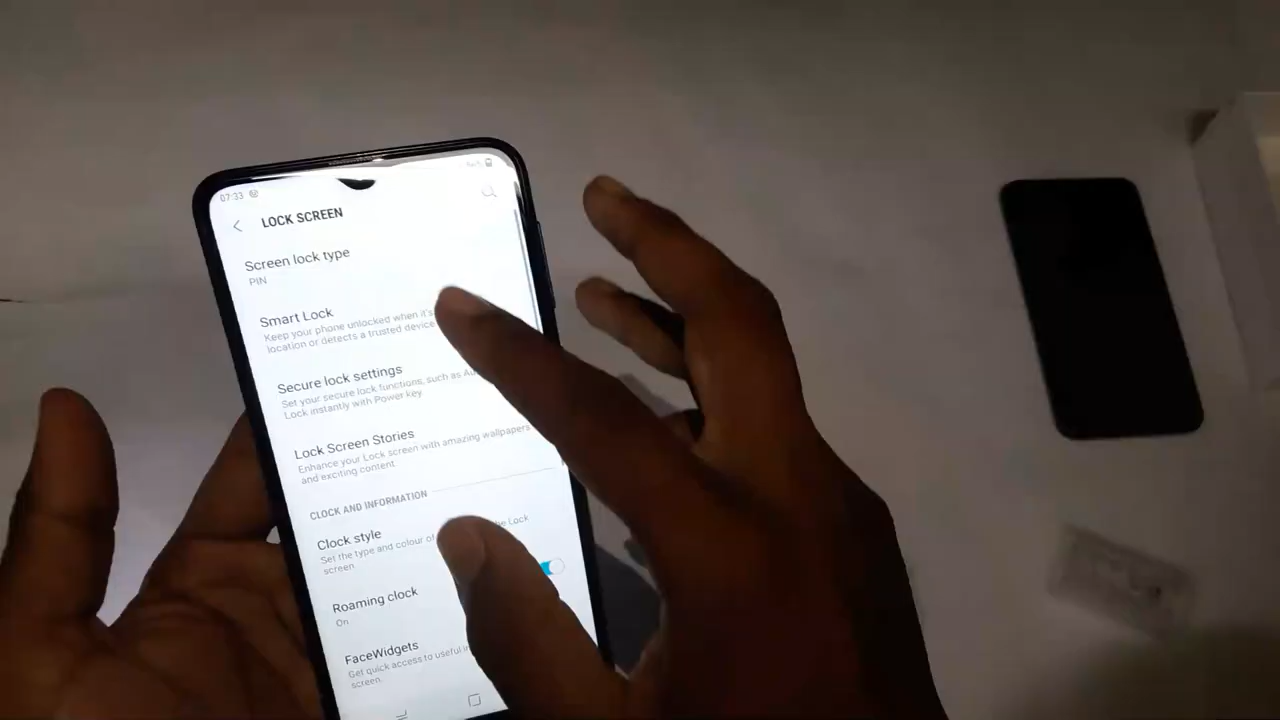 07:33
LOCK SCREEN
Screen lock type
PIN
Smart Lock
Keep your phone unlocked when it's
location or detects a trusted device
Secure lock settings
Set your secure lock functions, such as
Lock instantly with Power key.
Lock Screen Stories
Enhance your Lock screen with amazing wallpapers
and exciting content
CLOCK AND INFORMATION
Clock style
Set the type and colour of the Lock
screen
Roaming clock
On
FaceWidgets
Get quick access to useful
screen.